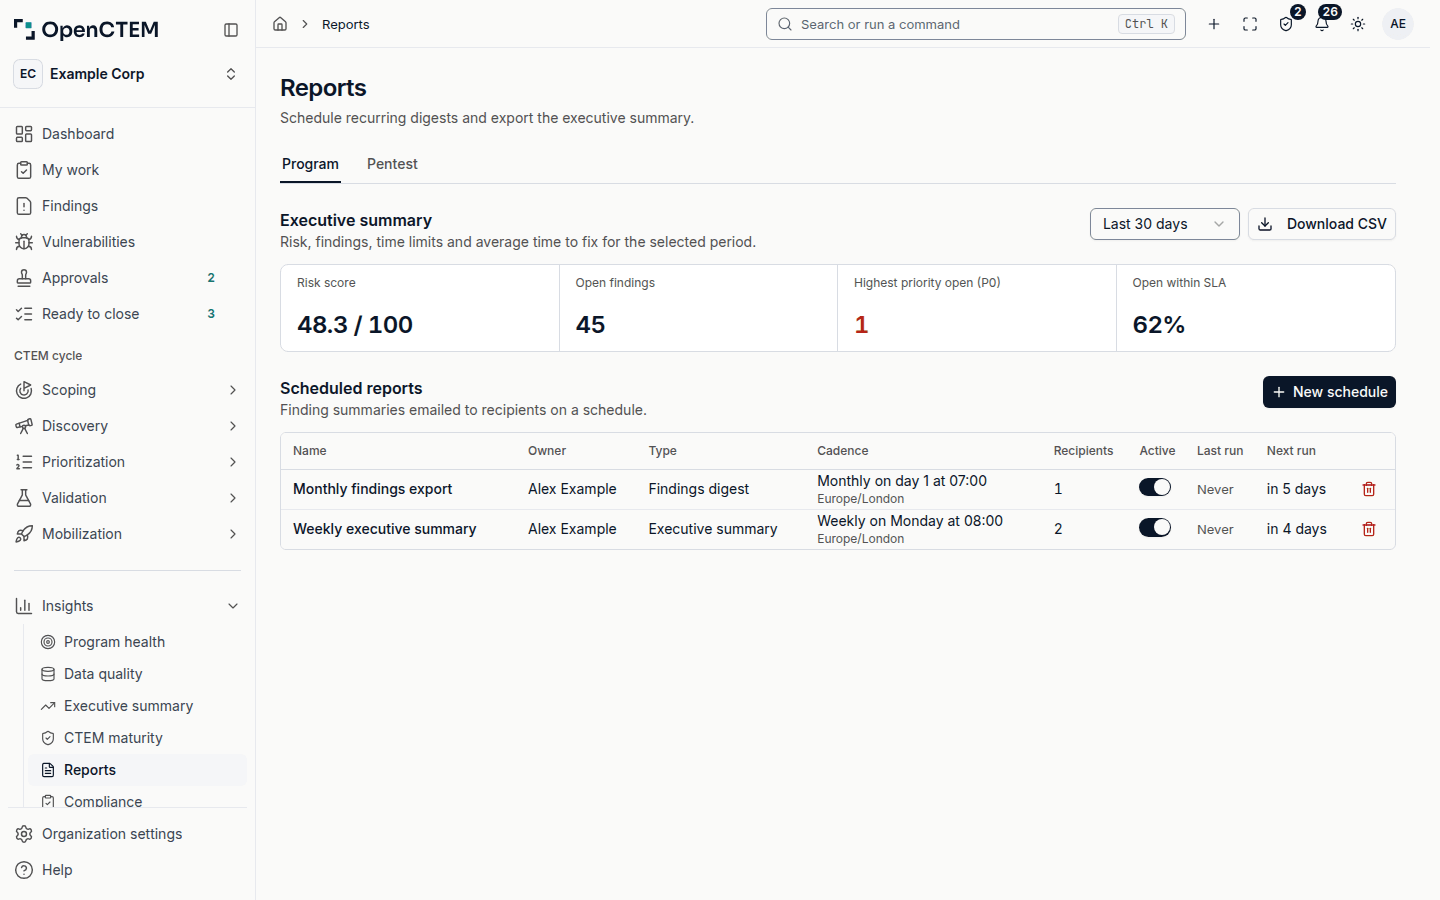 OpenCTEM
EC Example Corp
Dashboard
My work
Findings
Vulnerabilities
Approvals 2
Ready to close 3
CTEM cycle
Scoping
Discovery
Prioritization
Validation
Mobilization
Insights
Program health
Data quality
Executive summary
CTEM maturity
Reports
Compliance
Organization settings
Help
Reports
Search or run a command Ctrl K
2
26
AE
Reports
Schedule recurring digests and export the executive summary.
Program Pentest
Executive summary
Risk, findings, time limits and average time to fix for the selected period.
Last 30 days
Download CSV
Risk score Open findings Highest priority open (P0) Open within SLA
48.3 / 100 45 1 62%
Scheduled reports
Finding summaries emailed to recipients on a schedule.
New schedule
Name Owner Type Cadence Recipients Active Last run Next run
Monthly findings export Alex Example Findings digest Monthly on day 1 at 07:00 1 Never in 5 days
Europe/London
Weekly executive summary Alex Example Executive summary Weekly on Monday at 08:00 2 Never in 4 days
Europe/London